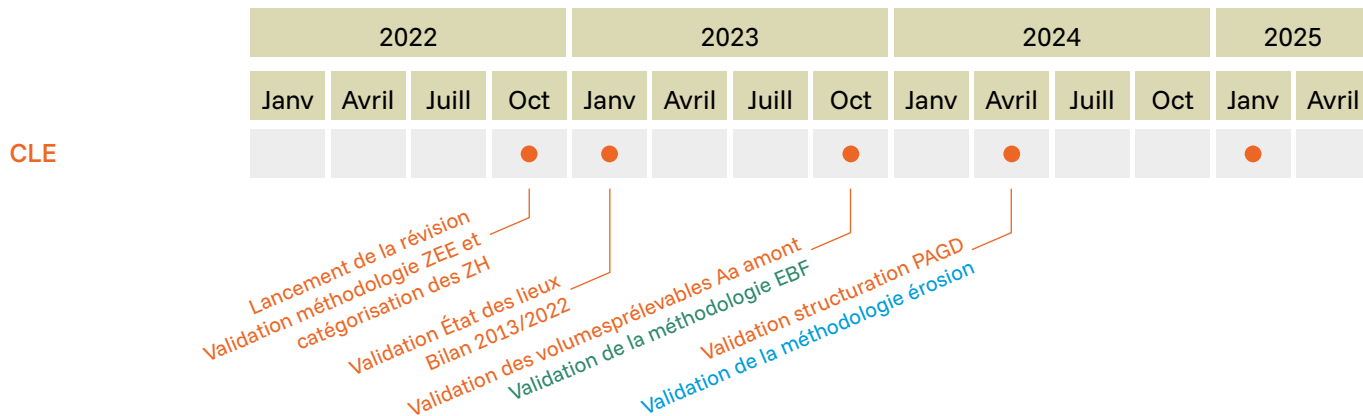 2022 2023 2024 2025
Janv Avril Juill Oct Janv Avril Juill Oct Janv Avril Juill Oct Janv Avril
CLE
Lancement de la révision
Validation méthodologie ZEE et
catégorisation des ZH
Validation État des lieux
Bilan 2013/2022
Validation des volumesprélevables Aa amont
Validation de la méthodologie EBF
Validation structuration PAGD
Validation de la méthodologie érosion